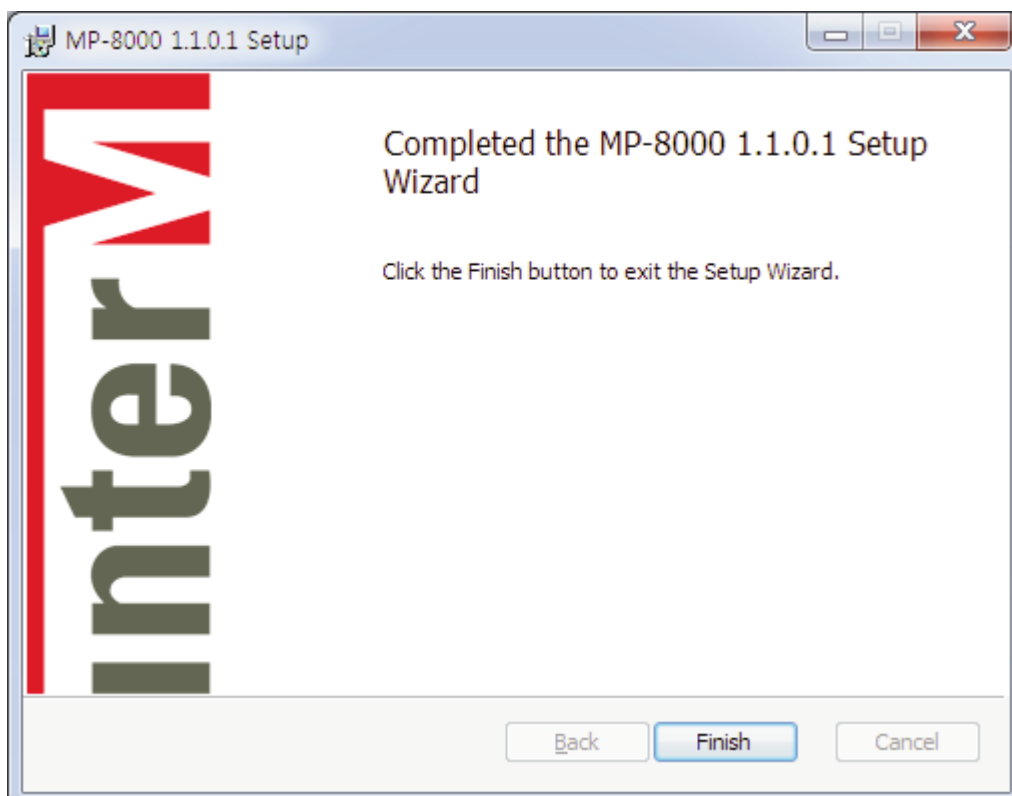 MP-8000 1.1.0.1 Setup
Completed the MP-8000 1.1.0.1 Setup
Wizard
Click the Finish button to exit the Setup Wizard.
interM
Back
Finish
Cancel